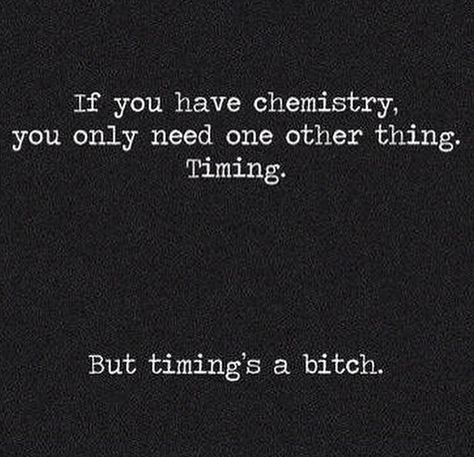 If you have chemistry,
you only need one other thing.
Timing.
But timing's a bitch.